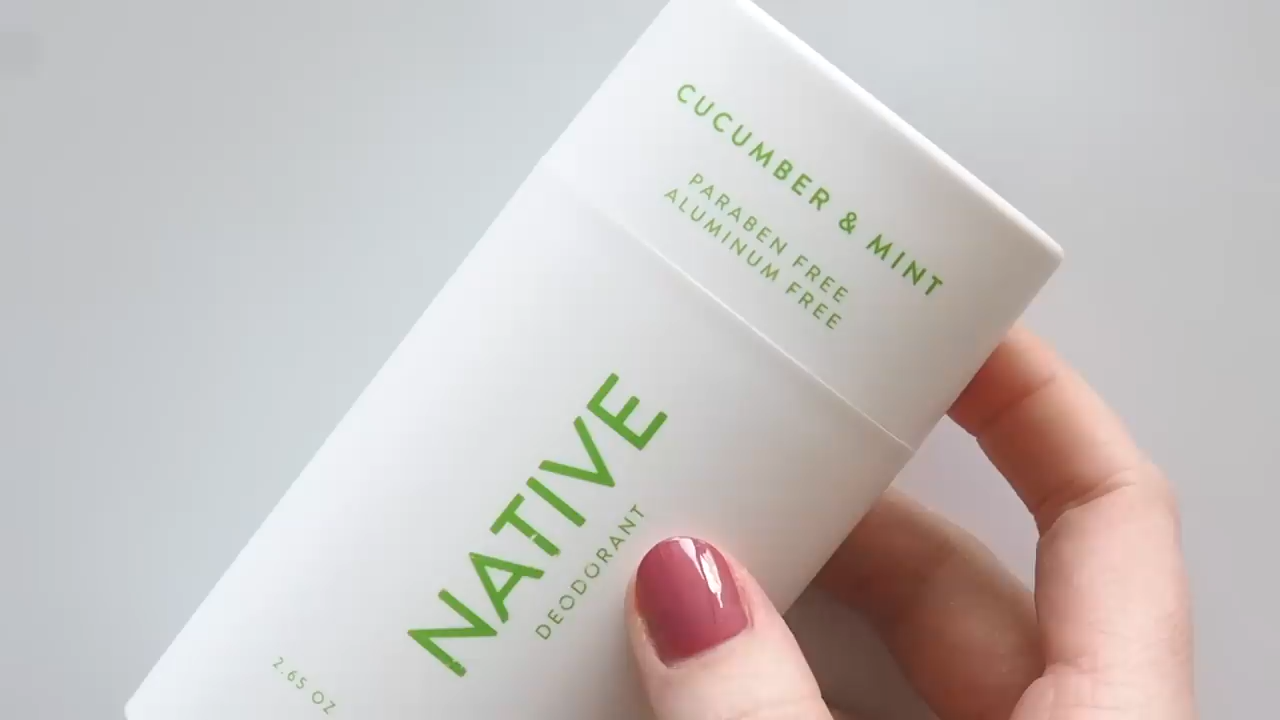 CUCUMBER & MINT
PARABEN FREE
ALUMINUM FREE
NATIVE
DEODORANT
2.65 OZ